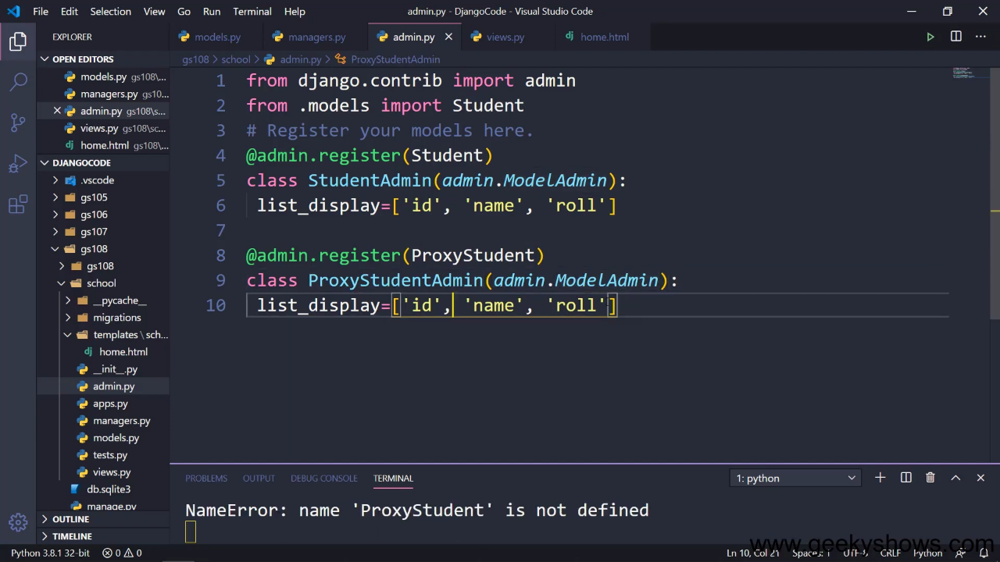 File Edit Selection View Go Run Terminal Help admin.py - DjangoCode - Visual Studio Code
EXPLORER
models.py managers.py admin.py views.py home.html
OPEN EDITORS
models.py gs108\...
managers.py gs10...
admin.py gs108\s...
views.py gs108\sc...
home.html gs108\...
DJANGOCODE
.vscode
gs105
gs106
gs107
gs108
gs108
school
__pycache__
migrations
templates \ sch...
home.html
__init__.py
admin.py
apps.py
managers.py
models.py
tests.py
views.py
db.sqlite3
manage.py
OUTLINE
TIMELINE
gs108 > school > admin.py > ProxyStudentAdmin
1 from django.contrib import admin
2 from .models import Student
3 # Register your models here.
4 @admin.register(Student)
5 class StudentAdmin(admin.ModelAdmin):
6 list_display=['id', 'name', 'roll']
7
8 @admin.register(ProxyStudent)
9 class ProxyStudentAdmin(admin.ModelAdmin):
10 list_display=['id', 'name', 'roll']
PROBLEMS OUTPUT DEBUG CONSOLE TERMINAL 1: python
NameError: name 'ProxyStudent' is not defined
www.geekyshows.com
Python 3.8.1 32-bit 0 0 Ln 10, Col 21 Spaces: 1 UTF-8 CRLF Python